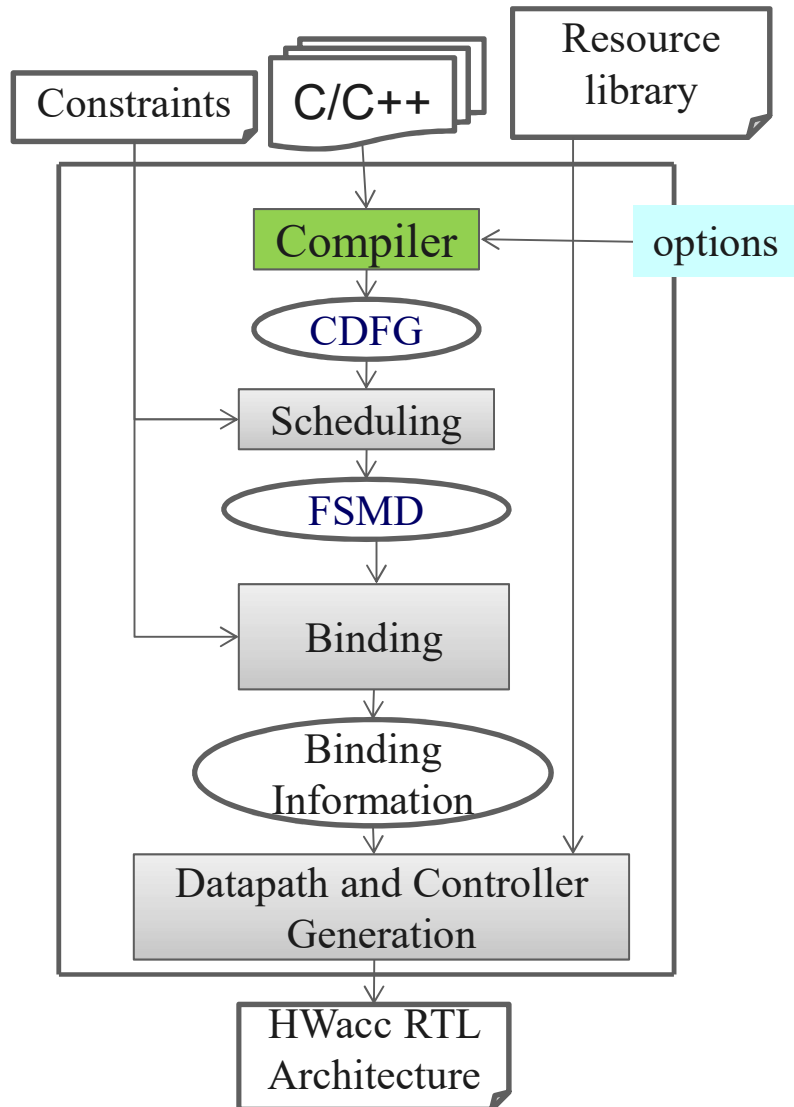 Resource
library
Constraints
C/C++
Compiler
options
CDFG
Scheduling
FSMD
Binding
Binding
Information
Datapath and Controller
Generation
HWacc RTL
Architecture